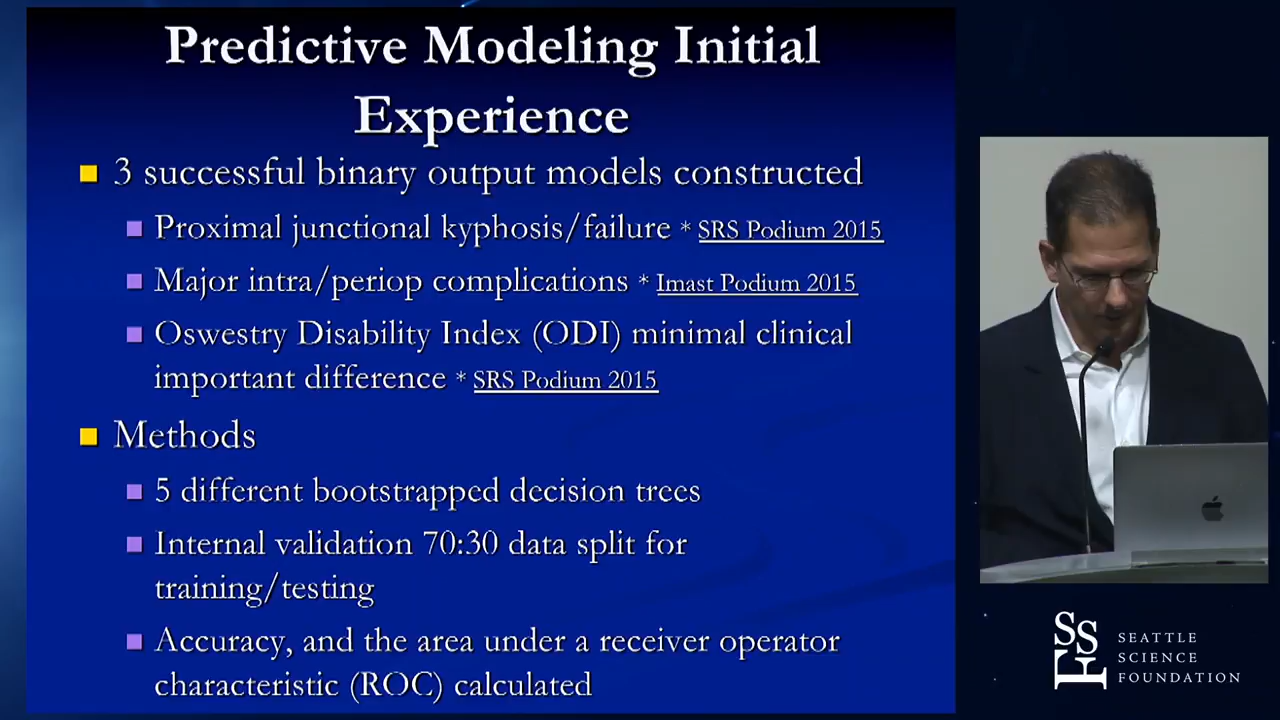 Predictive Modeling Initial
Experience
3 successful binary output models constructed
Proximal junctional kyphosis/failure * SRS Podium 2015
Major intra/periop complications * Imast Podium 2015
Oswestry Disability Index (ODI) minimal clinical
important difference * SRS Podium 2015
Methods
5 different bootstrapped decision trees
Internal validation 70:30 data split for
training/testing
Accuracy, and the area under a receiver operator
characteristic (ROC) calculated
SSF
SEATTLE
SCIENCE
FOUNDATION